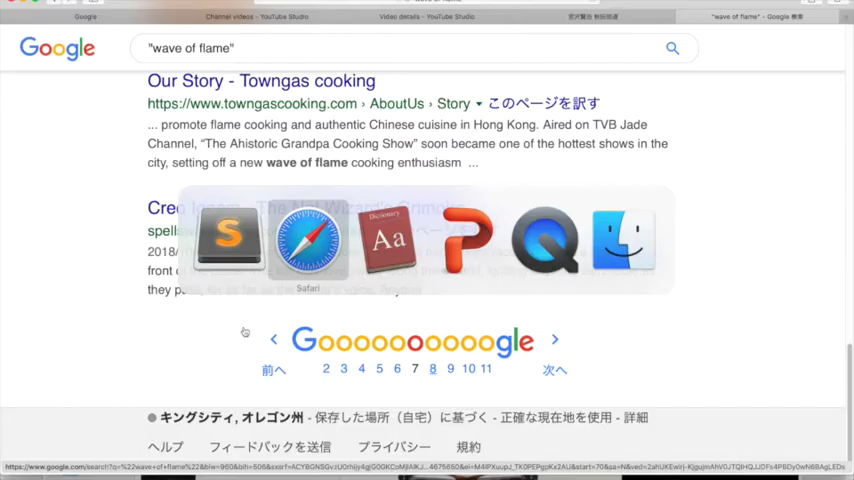 Google
Channel videos - YouTube Studio
Video details - YouTube Studio
"wave of flame" - Google 検索
Google
"wave of flame"
Our Story - Towngas cooking
https://www.towngascooking.com › AboutUs › Story ▾ このページを訳す
... promote flame cooking and authentic Chinese cuisine in Hong Kong. Aired on TVB Jade
Channel, “The Ahistoric Grandpa Cooking Show” soon became one of the hottest shows in the
city, setting off a new wave of flame cooking enthusiasm ...
Dictionary
Aa
Safari
front o
they p
Goooooooooogle
前へ 2 3 4 5 6 7 8 9 10 11 次へ
キングシティ, オレゴン州 - 保存した場所（自宅）に基づく - 正確な現在地を使用 - 詳細
ヘルプ フィードバックを送信 プライバシー 規約